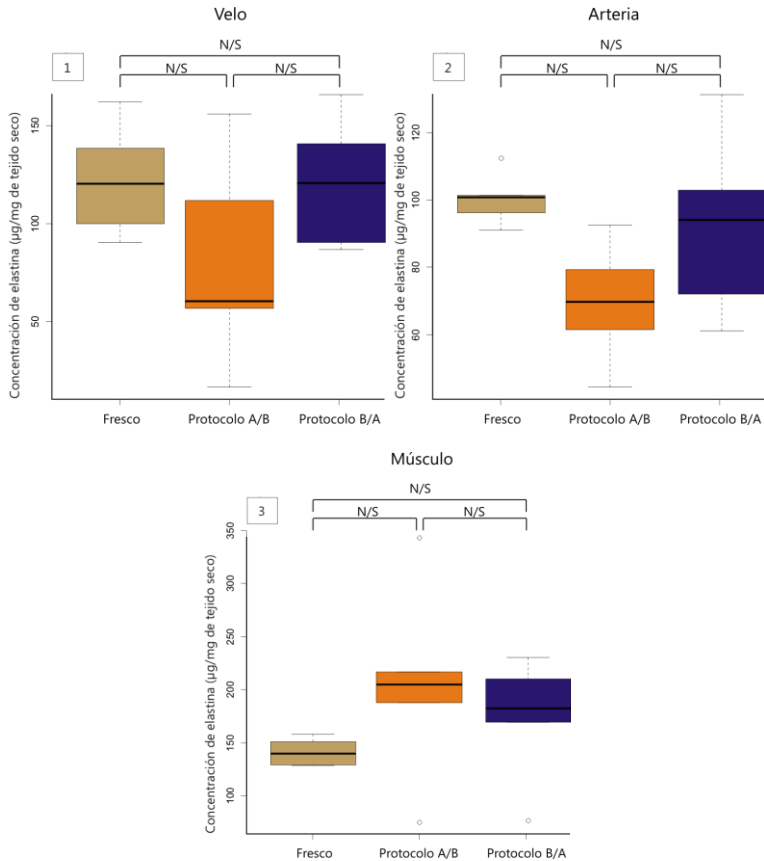 Velo
1
N/S
N/S
N/S
Concentración de elastina (µg/mg de tejido seco)
150
100
50
Fresco
Protocolo A/B
Protocolo B/A
Arteria
2
N/S
N/S
N/S
Concentración de elastina (µg/mg de tejido seco)
120
100
80
60
Fresco
Protocolo A/B
Protocolo B/A
Músculo
3
N/S
N/S
N/S
Concentración de elastina (µg/mg de tejido seco)
350
300
250
200
150
100
Fresco
Protocolo A/B
Protocolo B/A